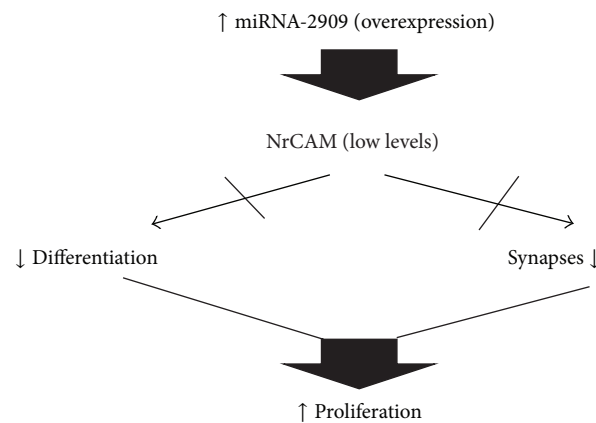 ↑ miRNA-2909 (overexpression)
NrCAM (low levels)
↓ Differentiation
Synapses ↓
↑ Proliferation